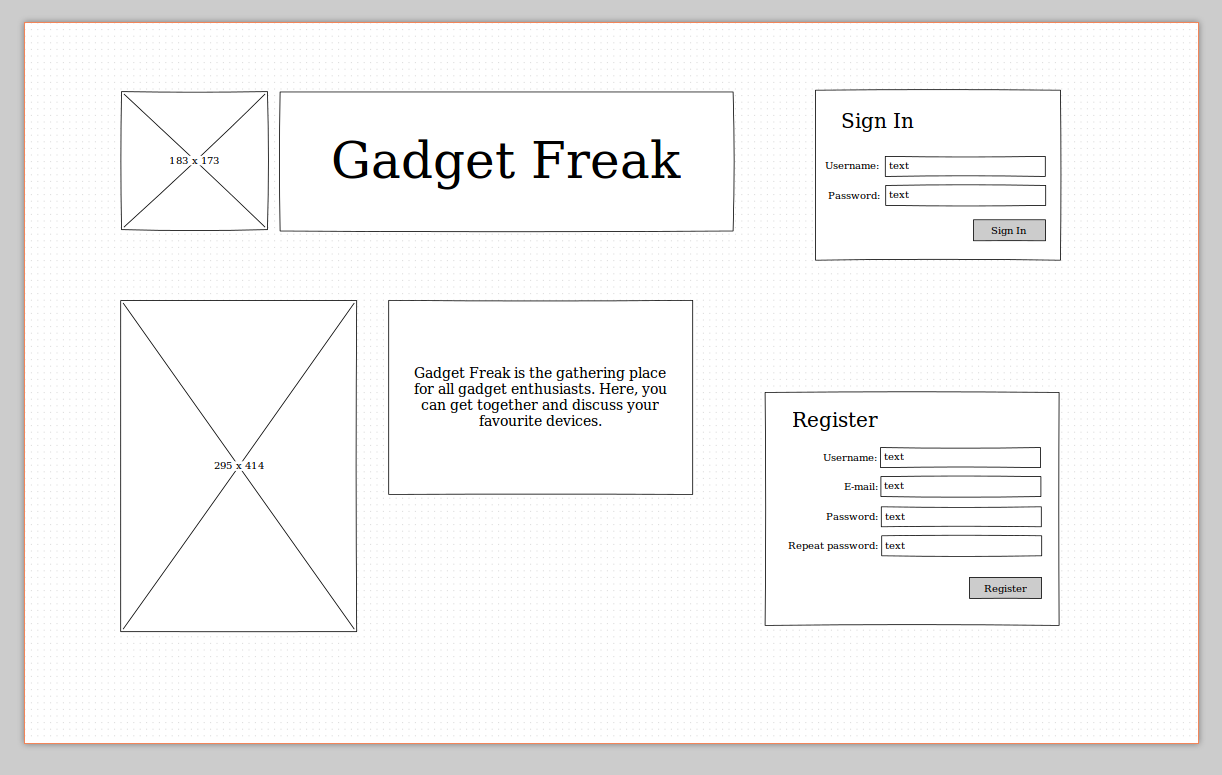 183 x 173
Gadget Freak
Sign In
Username: text
Password: text
Sign In
295 x 414
Gadget Freak is the gathering place
for all gadget enthusiasts. Here, you
can get together and discuss your
favourite devices.
Register
Username: text
E-mail: text
Password: text
Repeat password: text
Register